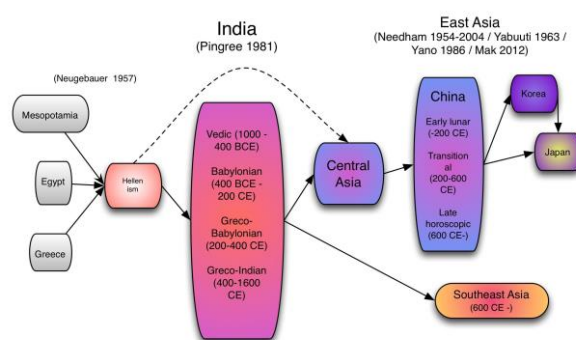 India
(Pingree 1981)
East Asia
(Needham 1954-2004 / Yabuuti 1963 /
Yano 1986 / Mak 2012)
(Neugebauer 1957)
Mesopotamia
Egypt
Greece
Hellen
ism
Vedic (1000 -
400 BCE)
Babylonian
(400 BCE -
200 CE)
Greco-
Babylonian
(200-400 CE)
Greco-Indian
(400-1600
CE)
Central
Asia
China
Early lunar
(-200 CE)
Transition
al
(200-600
CE)
Late
horoscopic
(600 CE-)
Korea
Japan
Southeast Asia
(600 CE -)